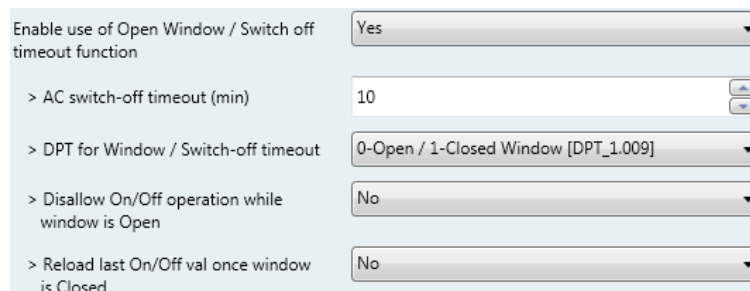 Enable use of Open Window / Switch off
timeout function
Yes
> AC switch-off timeout (min)
10
> DPT for Window / Switch-off timeout
0-Open / 1-Closed Window [DPT_1.009]
> Disallow On/Off operation while
window is Open
No
> Reload last On/Off val once window
is Closed
No